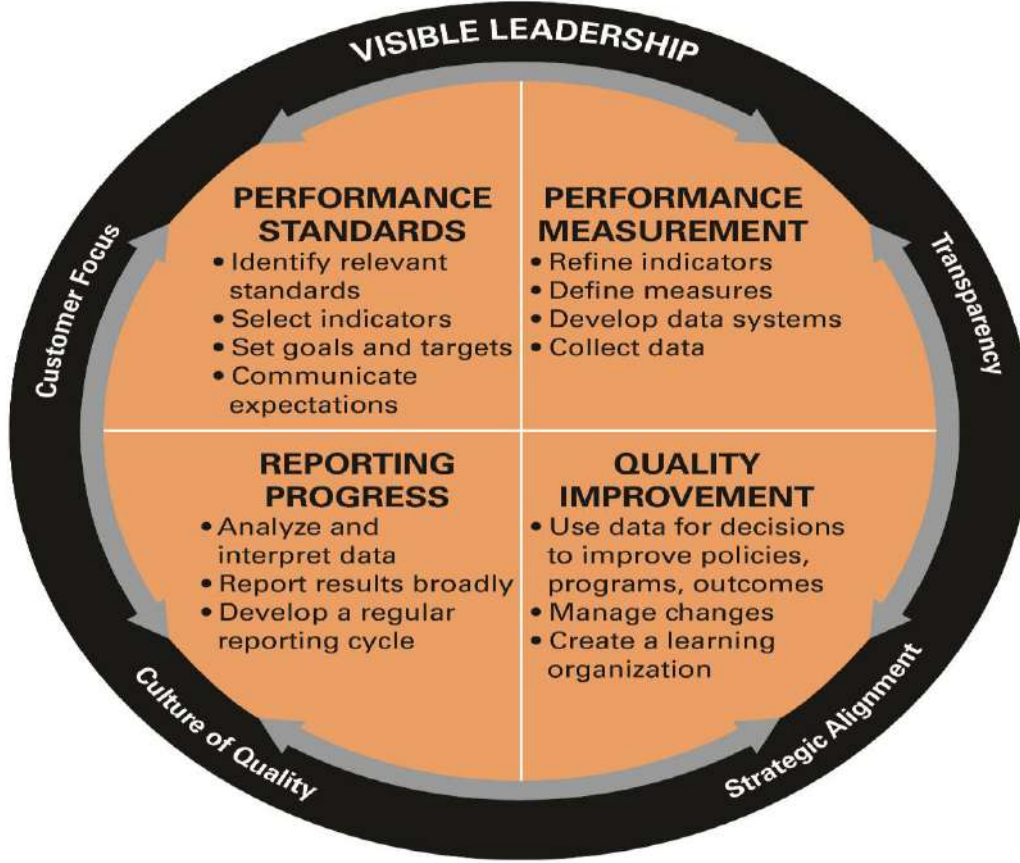 VISIBLE LEADERSHIP
PERFORMANCE
STANDARDS
• Identify relevant
standards
• Select indicators
• Set goals and targets
• Communicate
expectations
PERFORMANCE
MEASUREMENT
• Refine indicators
• Define measures
• Develop data systems
• Collect data
Customer Focus
Transparency
REPORTING
PROGRESS
• Analyze and
interpret data
• Report results broadly
• Develop a regular
reporting cycle
QUALITY
IMPROVEMENT
• Use data for decisions
to improve policies,
programs, outcomes
• Manage changes
• Create a learning
organization
Culture of Quality
Strategic Alignment